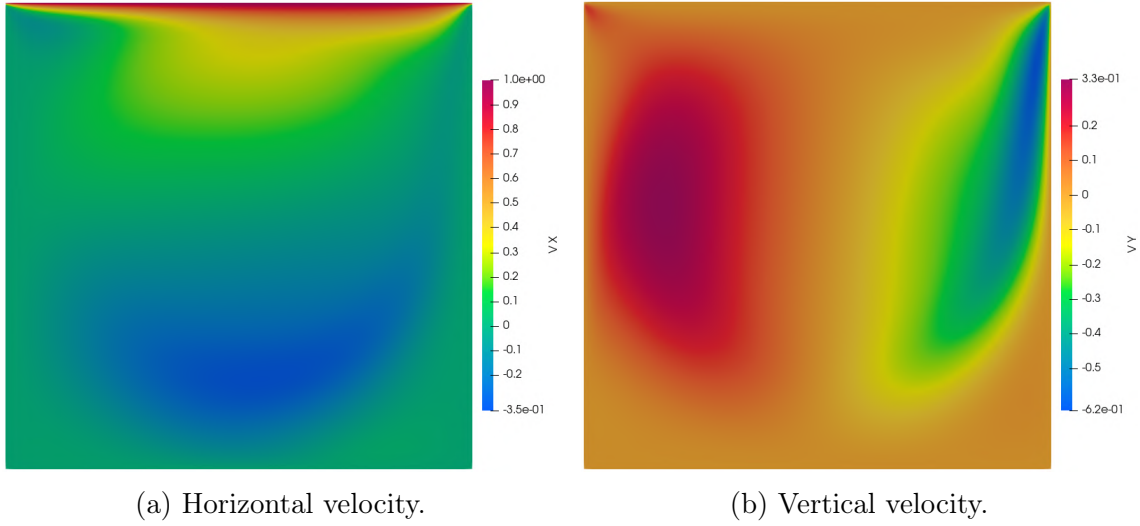 1.0e+00
0.9
0.8
0.7
0.6
0.5
0.4
0.3
0.2
0.1
0
-0.1
-0.2
-3.5e-01
VX
3.3e-01
0.2
0.1
0
-0.1
-0.2
-0.3
-0.4
-0.5
-6.2e-01
VY
(a) Horizontal velocity.
(b) Vertical velocity.